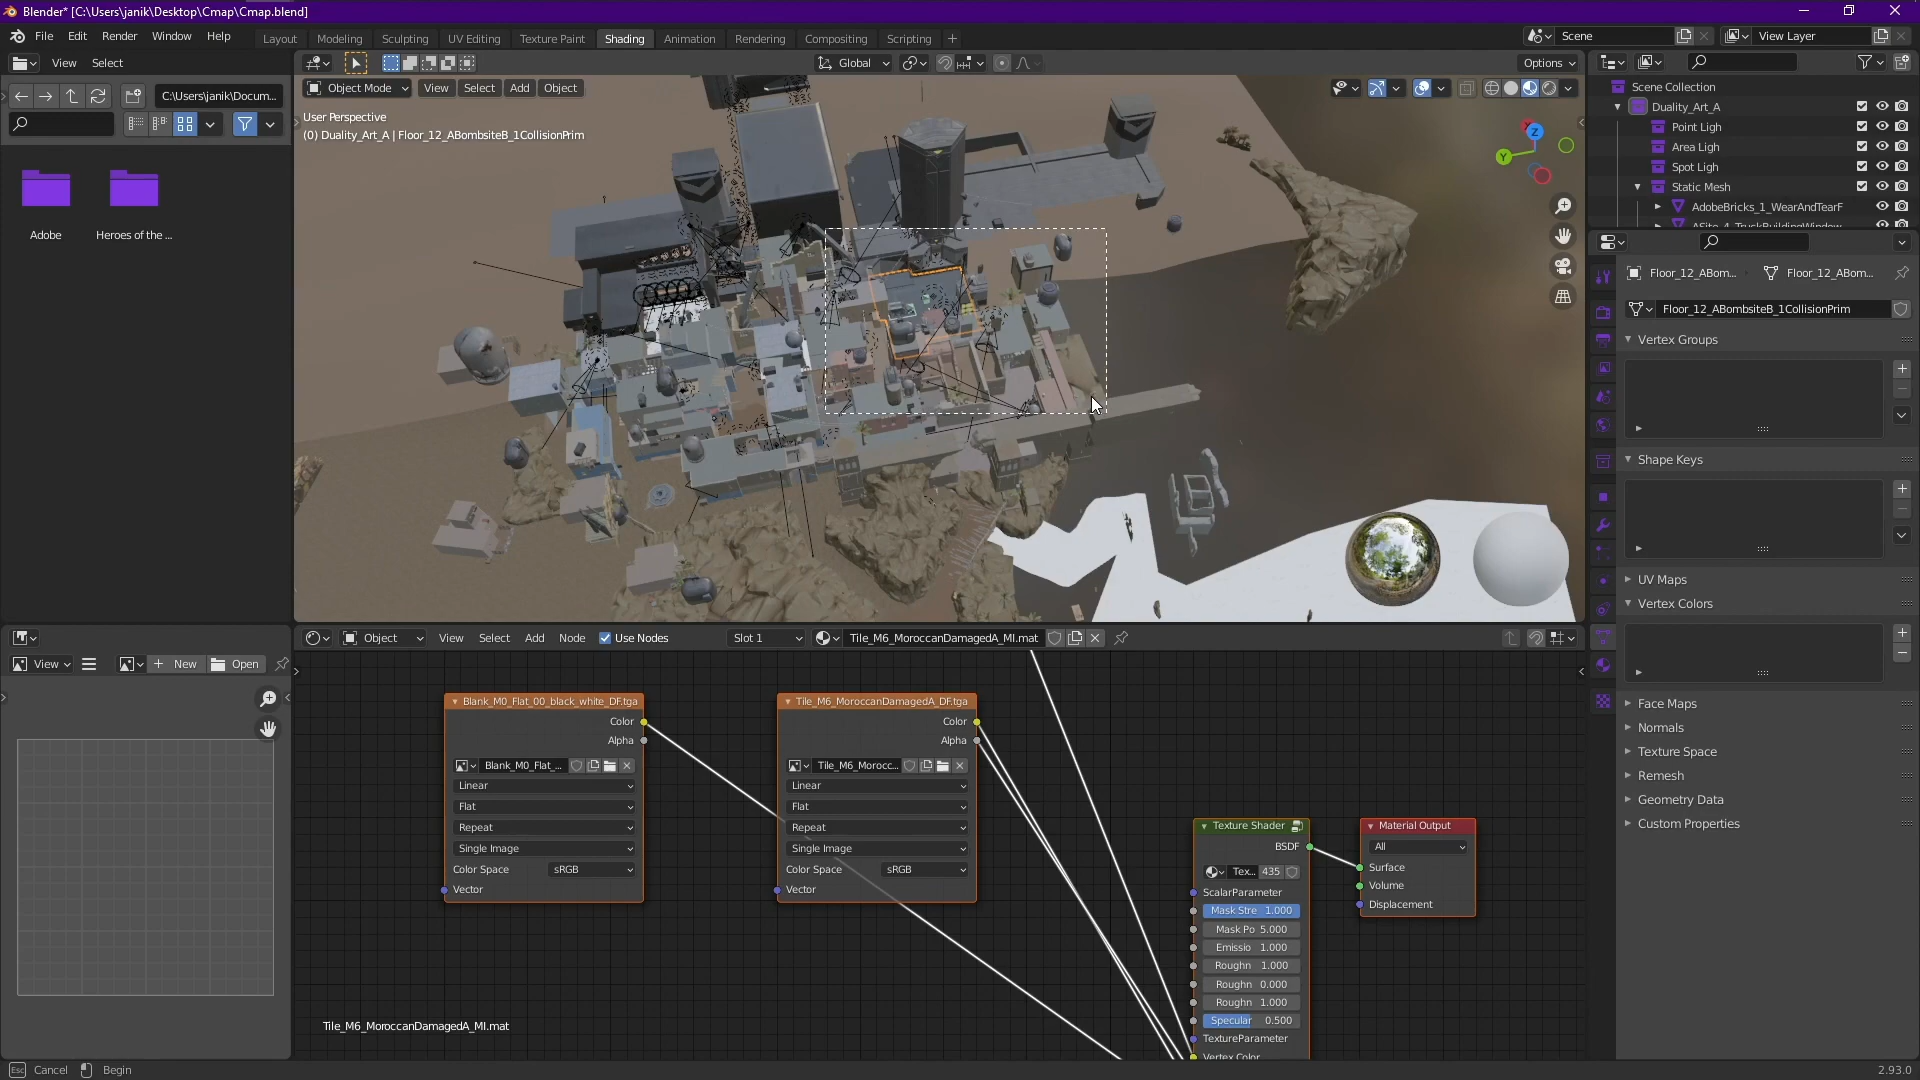 Blender* [C:\Users\janik\Desktop\Cmap\Cmap.blend]
File Edit Render Window Help
Layout Modeling Sculpting UV Editing Texture Paint Shading Animation Rendering Compositing Scripting
Scene
View Layer
View Select
Global
Options
C:\Users\janik\Docum...
Object Mode View Select Add Object
User Perspective
(0) Duality_Art_A | Floor_12_ABombsiteB_1CollisionPrim
Adobe
Heroes of the ...
Z
Y
Scene Collection
Duality_Art_A
Point Ligh
Area Ligh
Spot Ligh
Static Mesh
AdobeBricks_1_WearAndTearF
ASite_4_TruckBuildingWindow
Floor_12_ABom...
Floor_12_ABom...
Floor_12_ABombsiteB_1CollisionPrim
Vertex Groups
Shape Keys
UV Maps
Vertex Colors
Face Maps
Normals
Texture Space
Remesh
Geometry Data
Custom Properties
View
New
Open
Object View Select Add Node Use Nodes Slot 1 Tile_M6_MoroccanDamagedA_MI.mat
Blank_M0_Flat_00_black_white_DF.tga
Color
Alpha
Blank_M0_Flat_...
Linear
Flat
Repeat
Single Image
Color Space sRGB
Vector
Tile_M6_MoroccanDamagedA_DF.tga
Color
Alpha
Tile_M6_Morocc...
Linear
Flat
Repeat
Single Image
Color Space sRGB
Vector
Texture Shader
BSDF
Tex... 435
ScalarParameter
Mask Stre 1.000
Mask Po 5.000
Emissio 1.000
Roughn 1.000
Roughn 0.000
Roughn 1.000
Specular 0.500
TextureParameter
Vertex Color
Material Output
All
Surface
Volume
Displacement
Tile_M6_MoroccanDamagedA_MI.mat
Esc Cancel Begin
2.93.0